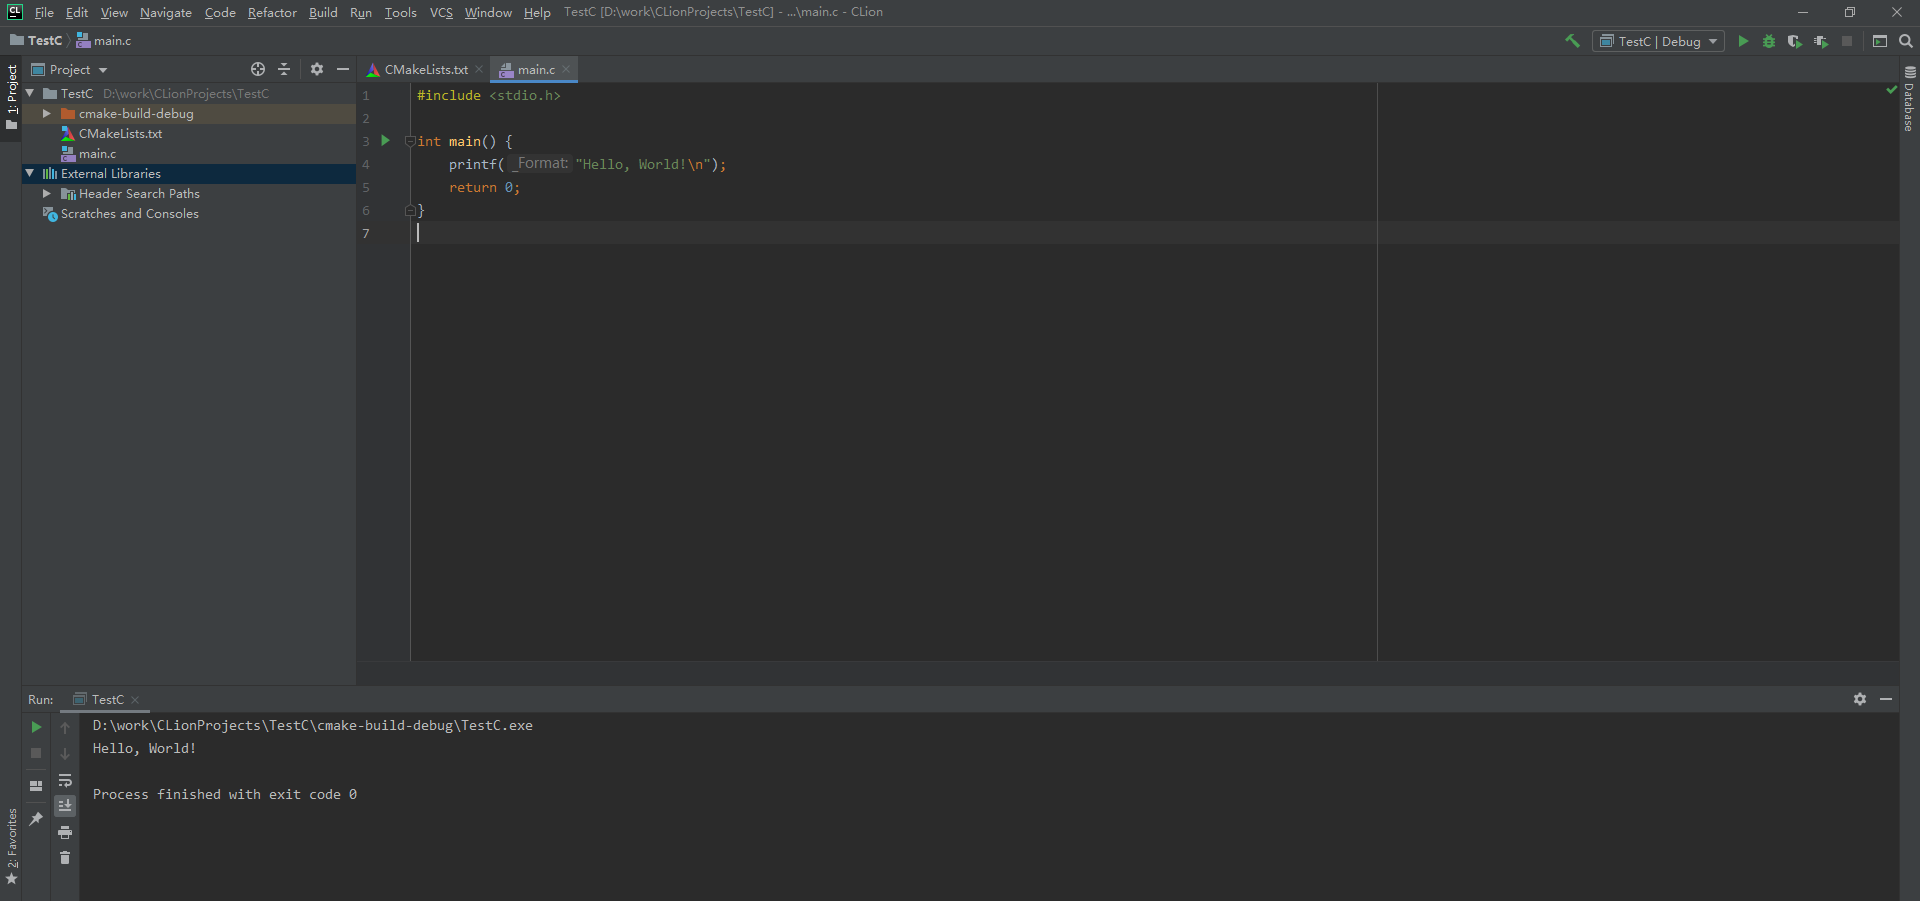 CL File Edit View Navigate Code Refactor Build Run Tools VCS Window Help TestC [D:\work\CLionProjects\TestC] - ...\main.c - CLion
TestC main.c TestC | Debug
1: Project
Project
TestC D:\work\CLionProjects\TestC
cmake-build-debug
CMakeLists.txt
main.c
External Libraries
Header Search Paths
Scratches and Consoles
CMakeLists.txt main.c
1 #include <stdio.h>
2
3 int main() {
4 printf( _Format: "Hello, World!\n");
5 return 0;
6 }
7
Database
Run: TestC
D:\work\CLionProjects\TestC\cmake-build-debug\TestC.exe
Hello, World!
Process finished with exit code 0
2: Favorites